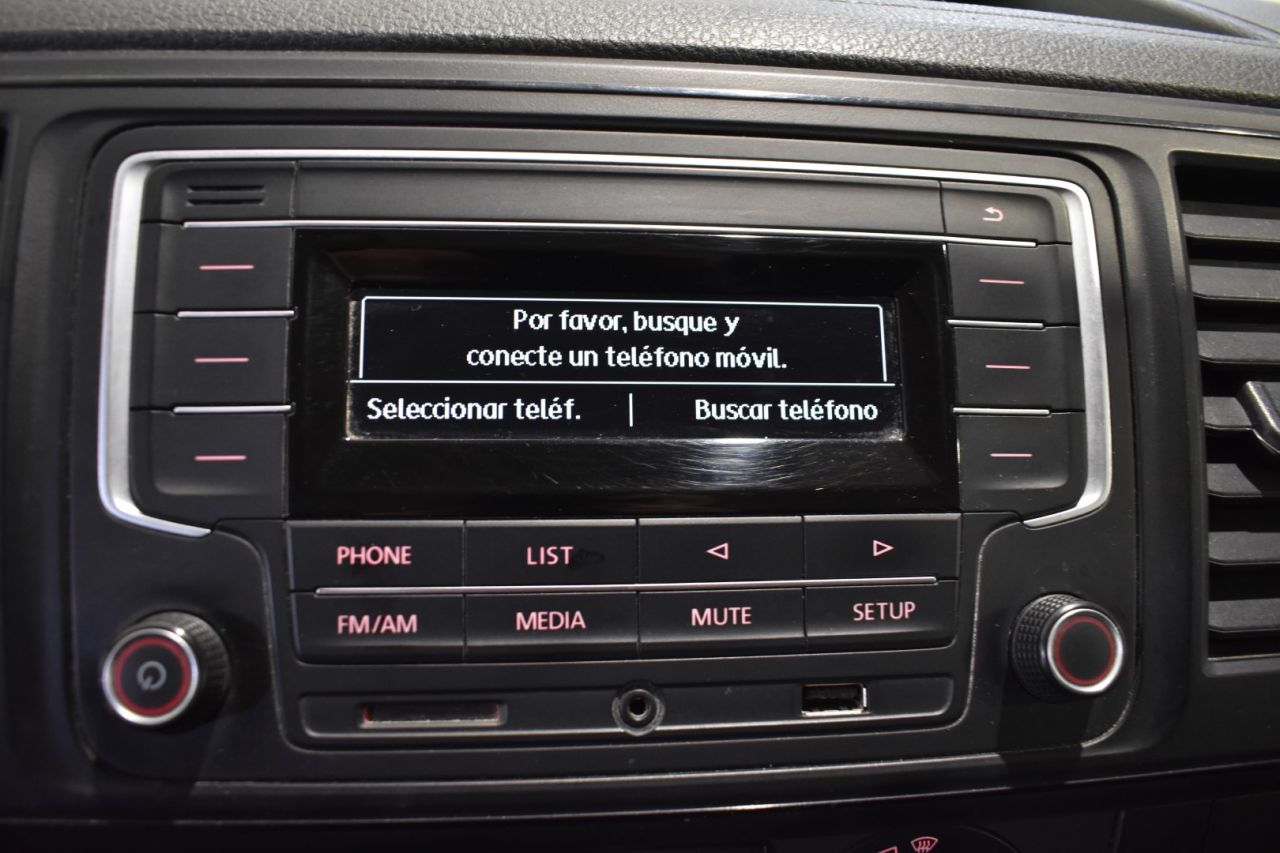 Por favor, busque y
conecte un teléfono móvil.
Seleccionar teléf. | Buscar teléfono
PHONE LIST
FM/AM MEDIA MUTE SETUP